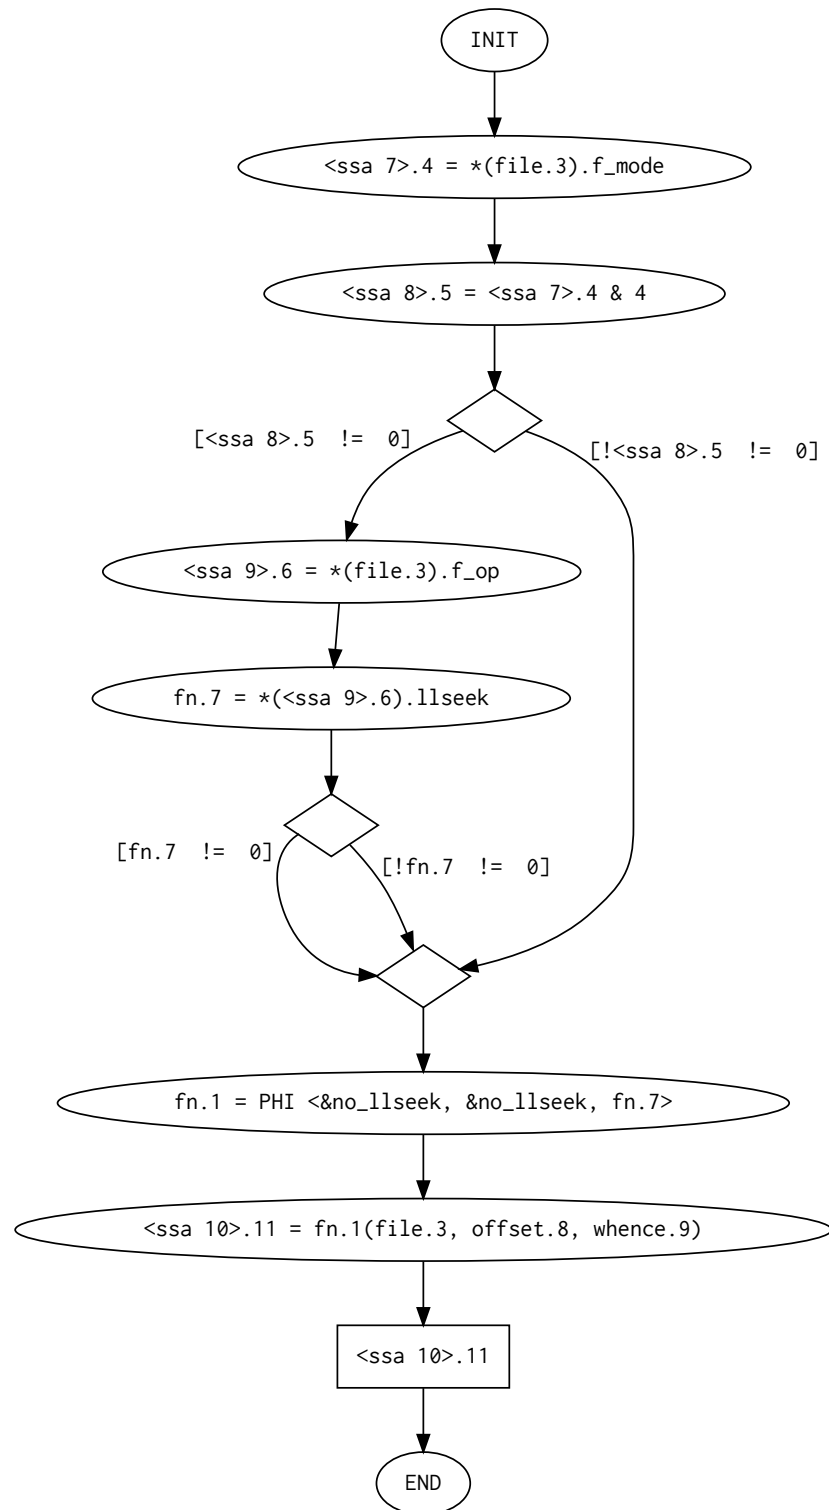 INIT
<ssa 7>.4 = *(file.3).f_mode
<ssa 8>.5 = <ssa 7>.4 & 4
[<ssa 8>.5  !=  0]
[!<ssa 8>.5  !=  0]
<ssa 9>.6 = *(file.3).f_op
fn.7 = *(<ssa 9>.6).llseek
[fn.7  !=  0]
[!fn.7  !=  0]
fn.1 = PHI <&no_llseek, &no_llseek, fn.7>
<ssa 10>.11 = fn.1(file.3, offset.8, whence.9)
<ssa 10>.11
END